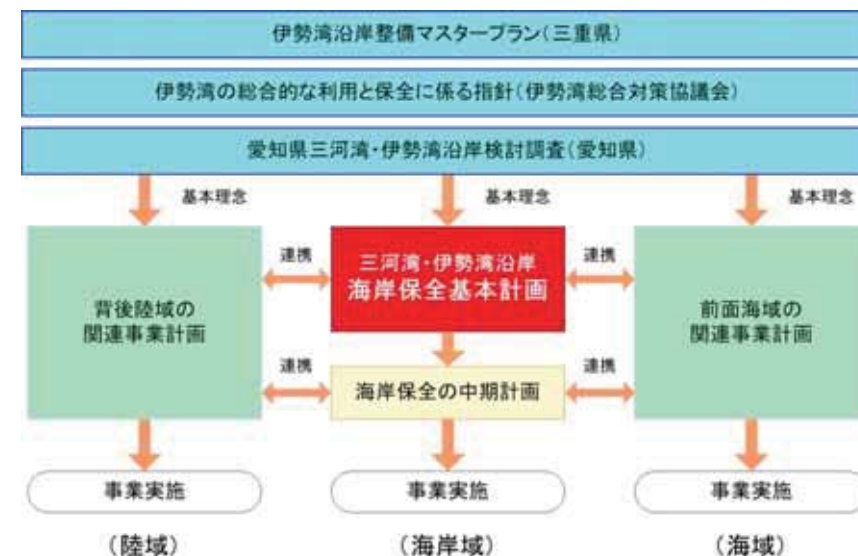 伊勢湾沿岸整備マスタープラン(三重県)
伊勢湾の総合的な利用と保全に係る指針(伊勢湾総合対策協議会)
愛知県三河湾・伊勢湾沿岸検討調査(愛知県)
基本理念
基本理念
基本理念
背後陸域の
関連事業計画
連携
三河湾・伊勢湾沿岸
海岸保全基本計画
連携
前面海域の
関連事業計画
連携
海岸保全の中期計画
連携
事業実施
事業実施
事業実施
(陸域)
(海岸域)
(海域)